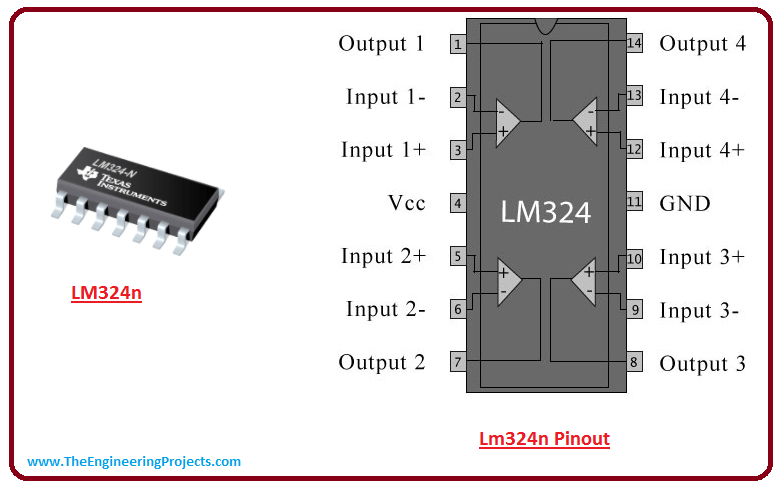 LM324-N
TEXAS
INSTRUMENTS
LM324n
Output 1 1 14 Output 4
Input 1- 2 - - 13 Input 4-
Input 1+ 3 + + 12 Input 4+
Vcc 4 LM324 11 GND
Input 2+ 5 + + 10 Input 3+
Input 2- 6 - - 9 Input 3-
Output 2 7 8 Output 3
Lm324n Pinout
www.TheEngineeringProjects.com